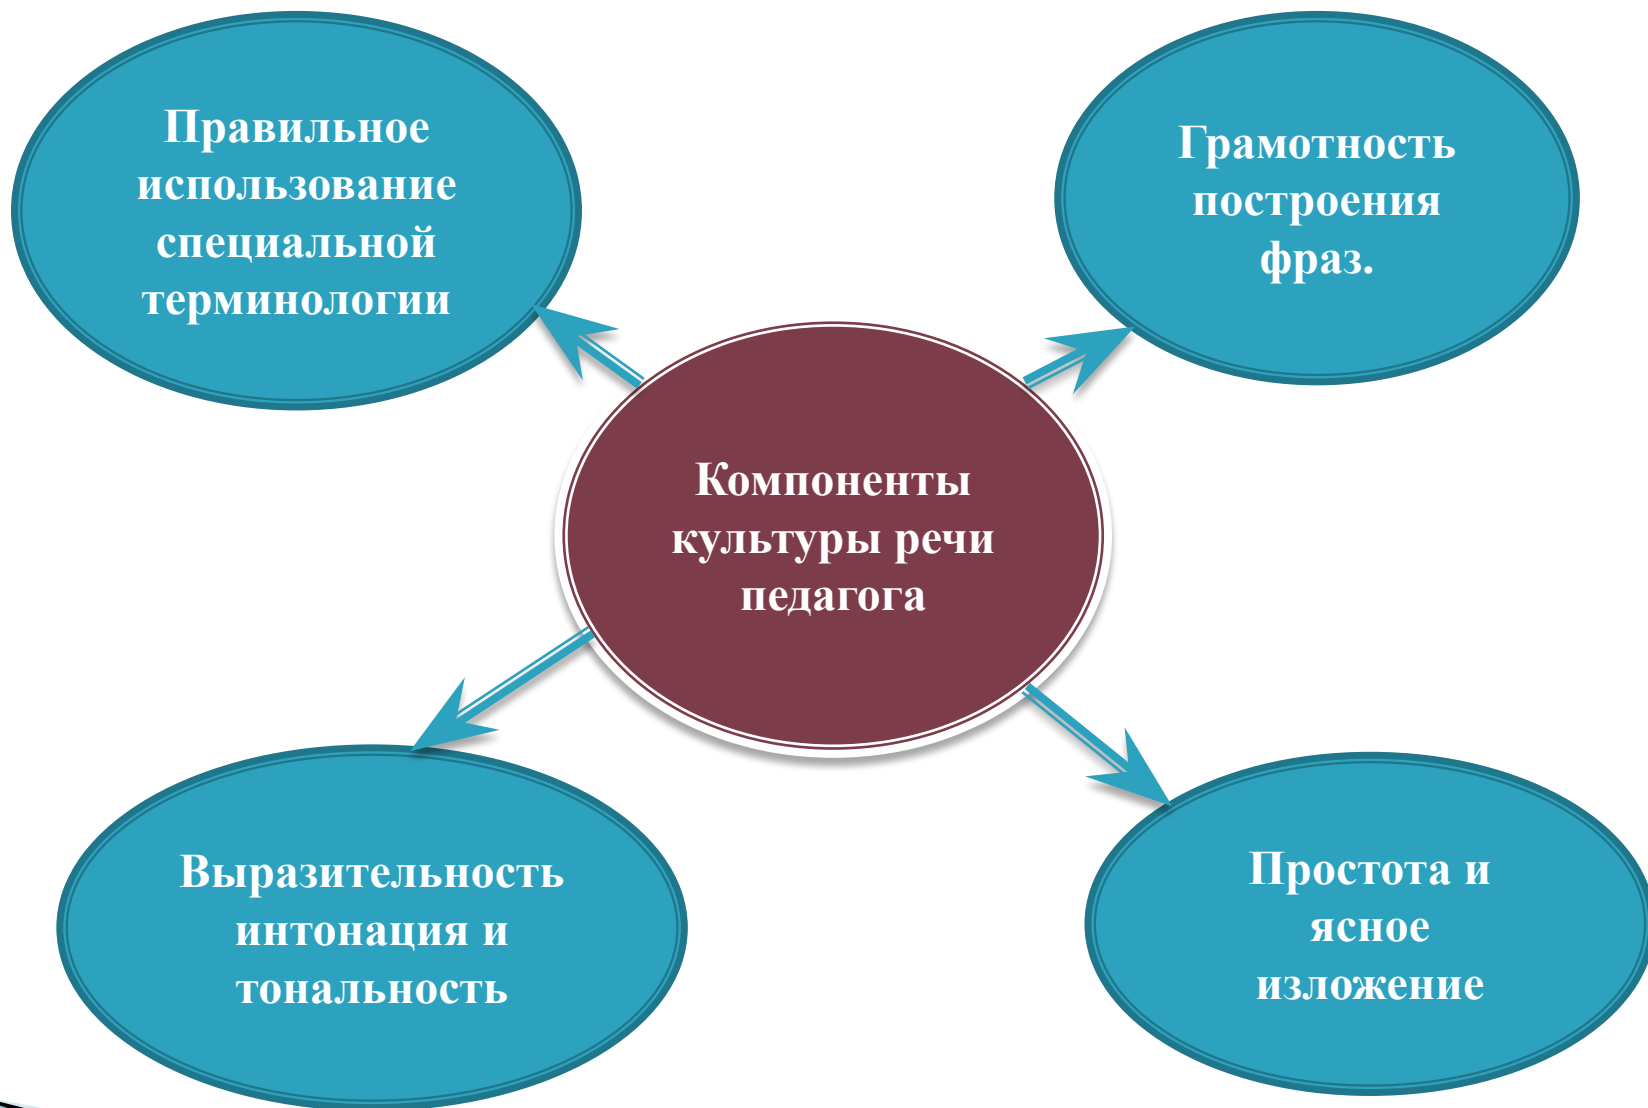 Правильное
использование
специальной
терминологии
Грамотность
построения
фраз.
Компоненты
культуры речи
педагога
Выразительность
интонация и
тональность
Простота и
ясное
изложение